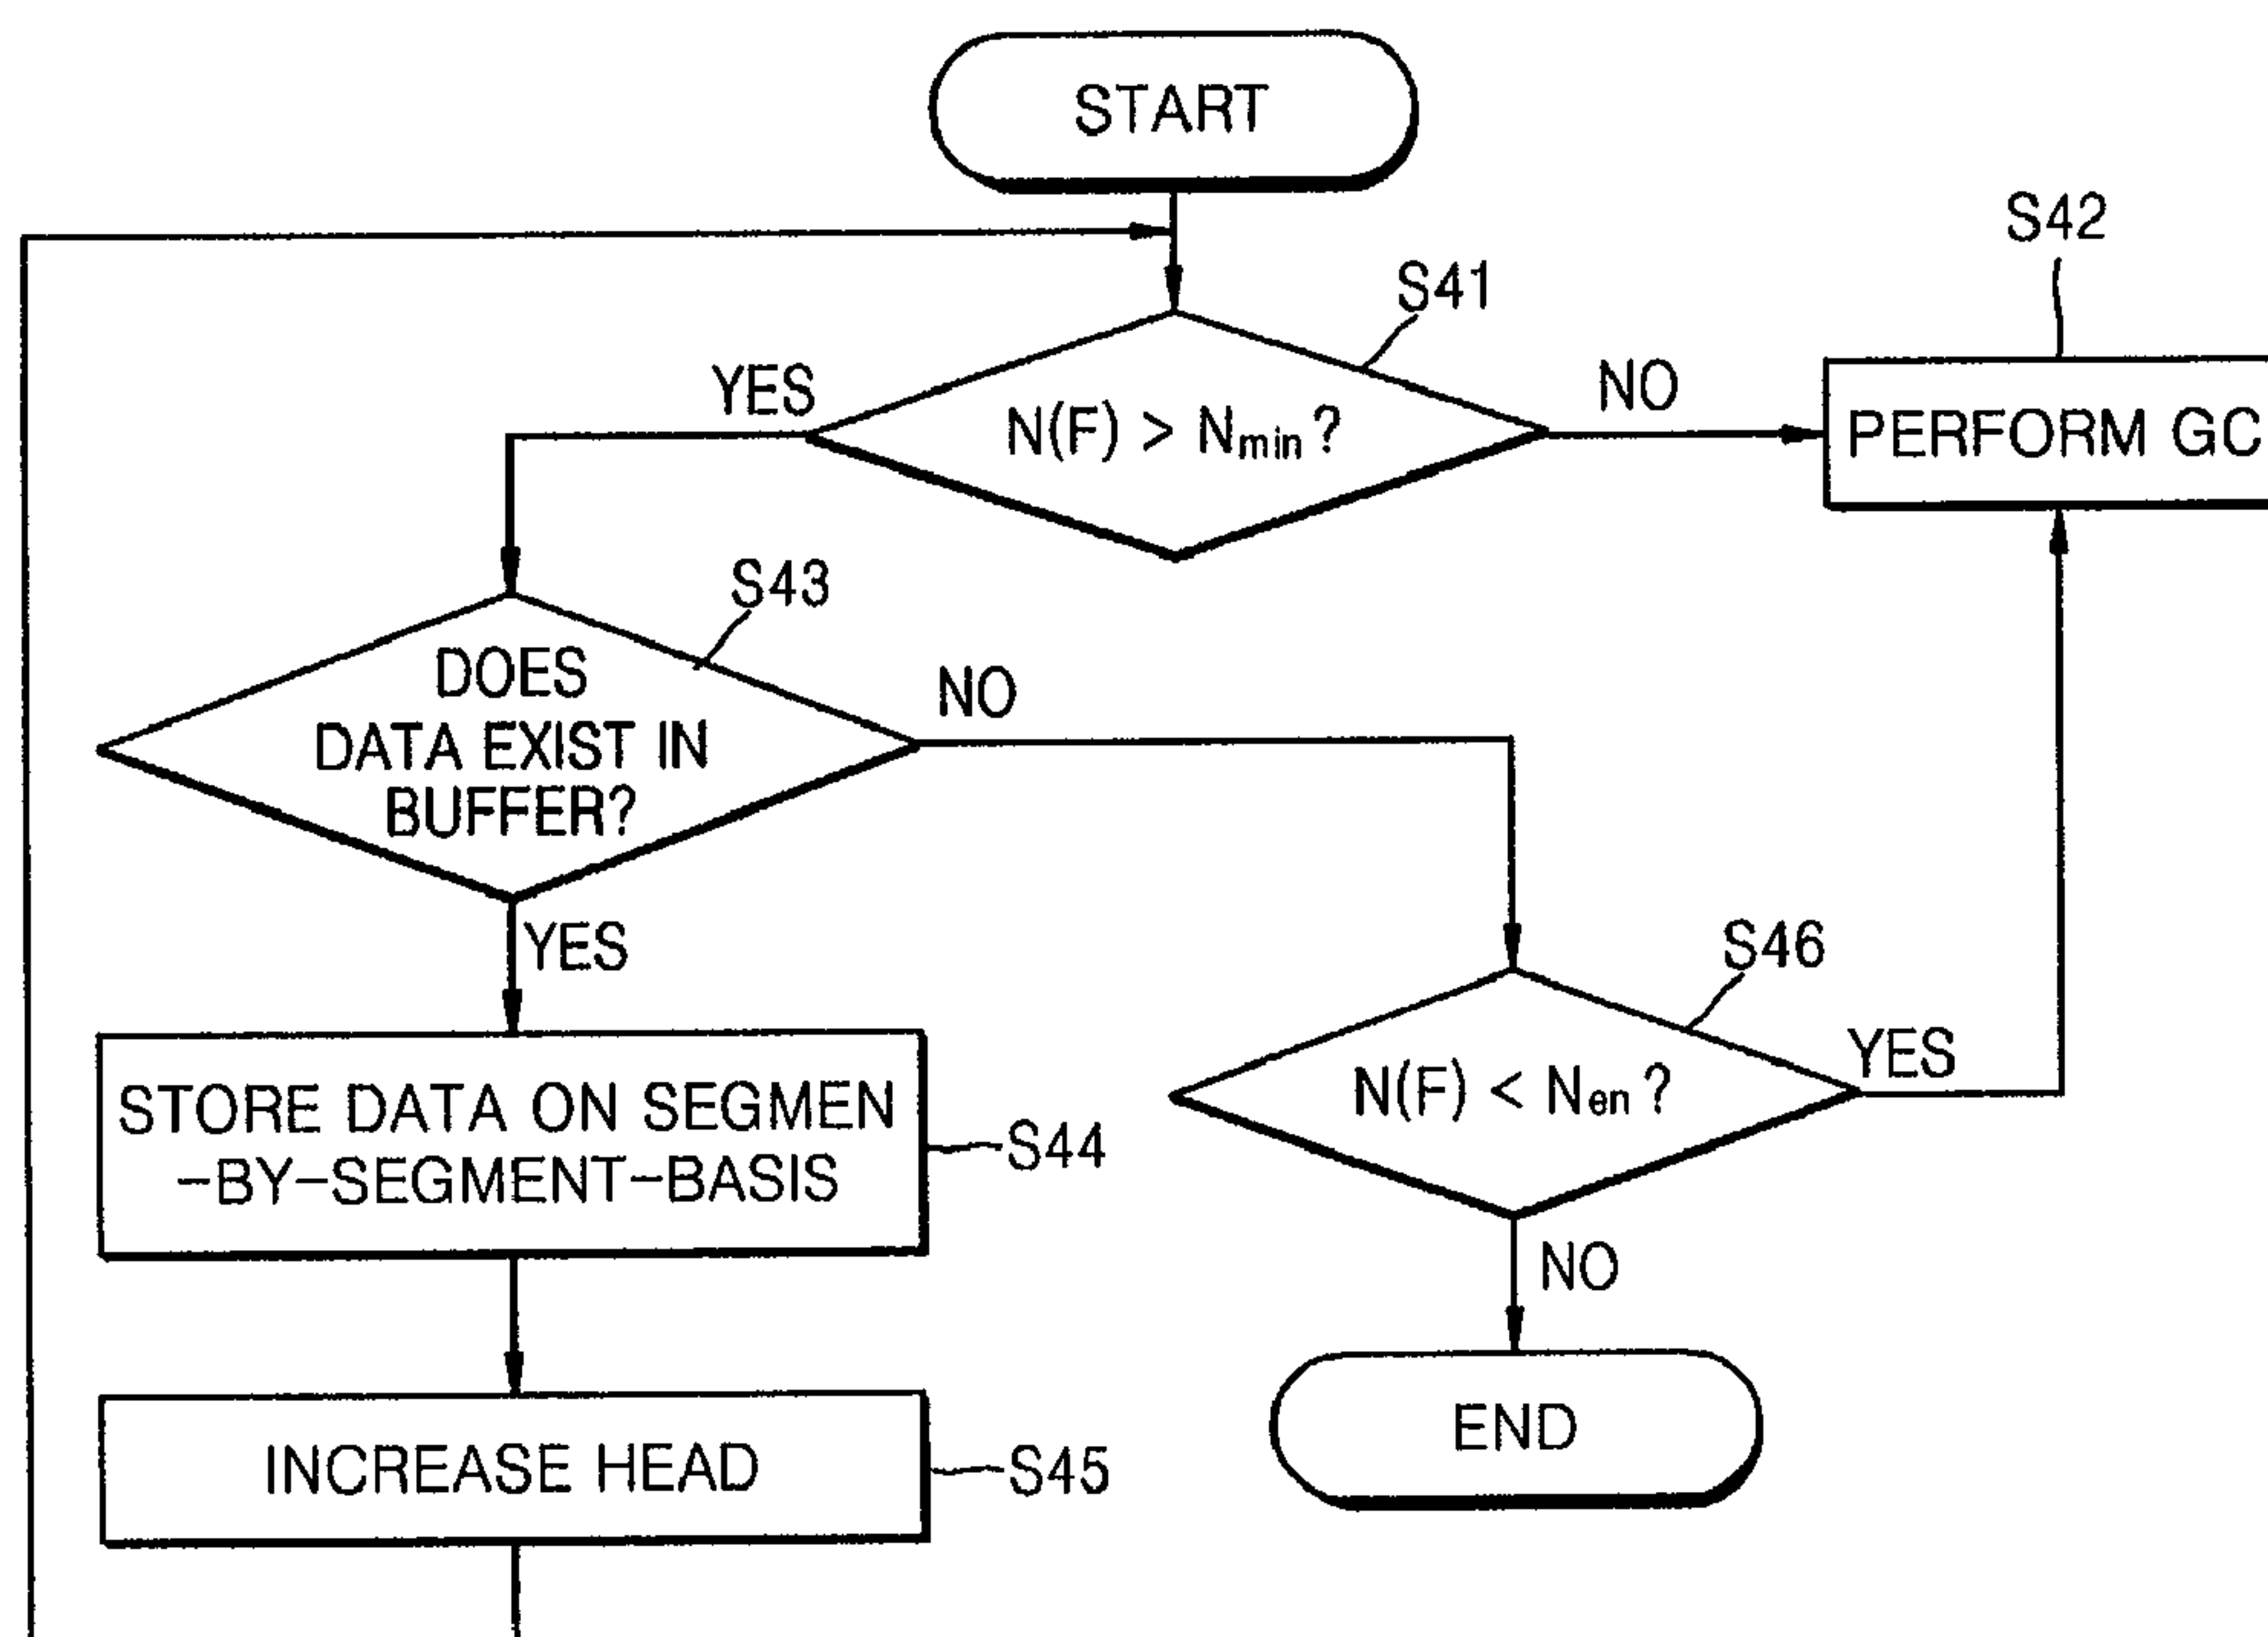 START
S42
S41
YES
N(F) > Nmin ?
NO
PERFORM GC
S43
DOES
DATA EXIST IN
BUFFER?
NO
YES
S46
N(F) < Nen ?
YES
STORE DATA ON SEGMEN
-BY-SEGMENT-BASIS
S44
NO
INCREASE HEAD
S45
END